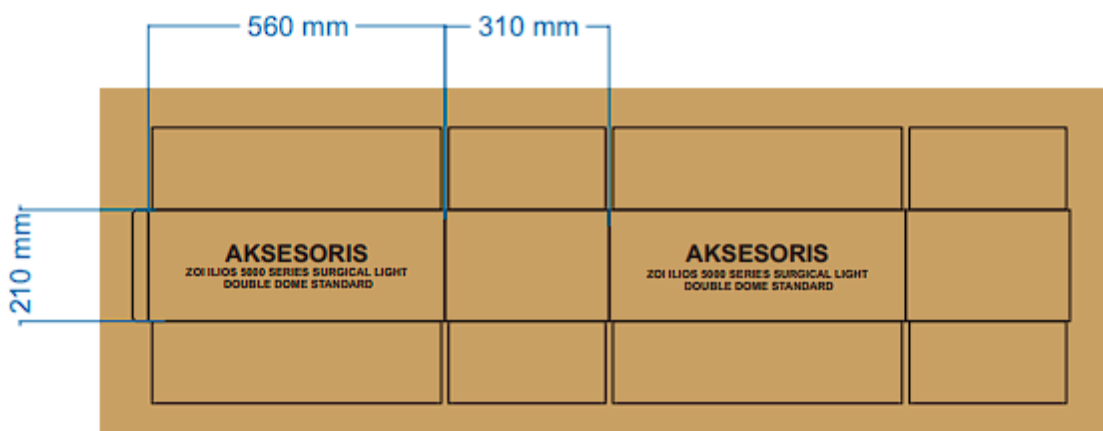 560 mm
310 mm
210 mm
AKSESORIS
ZOI ILIOS 5000 SERIES SURGICAL LIGHT
DOUBLE DOME STANDARD
AKSESORIS
ZOI ILIOS 5000 SERIES SURGICAL LIGHT
DOUBLE DOME STANDARD